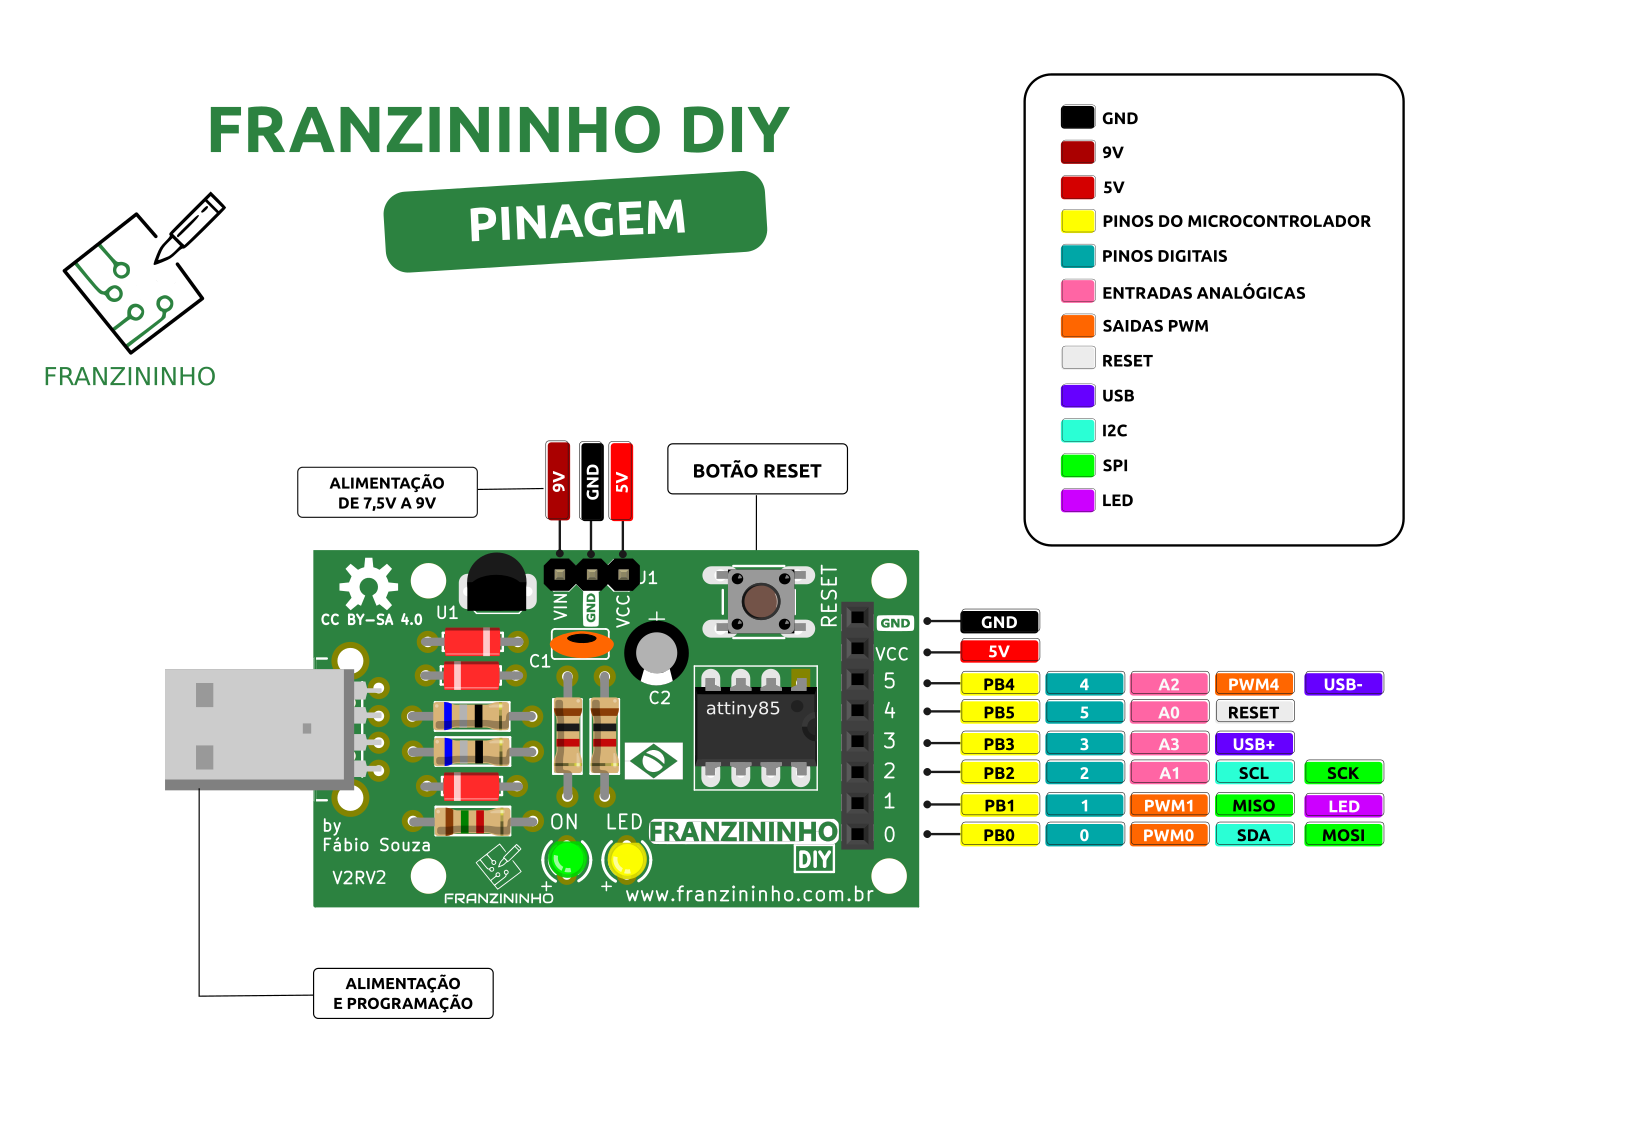 FRANZININHO DIY
PINAGEM
FRANZININHO
GND
9V
5V
PINOS DO MICROCONTROLADOR
PINOS DIGITAIS
ENTRADAS ANALÓGICAS
SAIDAS PWM
RESET
USB
I2C
SPI
LED
ALIMENTAÇÃO
DE 7,5V A 9V
9V
GND
5V
BOTÃO RESET
CC BY-SA 4.0
U1
J1
VIN
GND
VCC
RESET
C1
C2
attiny85
GND
VCC
5
4
3
2
1
0
GND
5V
PB4 4 A2 PWM4 USB-
PB5 5 A0 RESET
PB3 3 A3 USB+
PB2 2 A1 SCL SCK
PB1 1 PWM1 MISO LED
PB0 0 PWM0 SDA MOSI
by
Fábio Souza
V2RV2
ON
LED
+
+
+
FRANZININHO
FRANZININHO
DIY
www.franzininho.com.br
ALIMENTAÇÃO
E PROGRAMAÇÃO